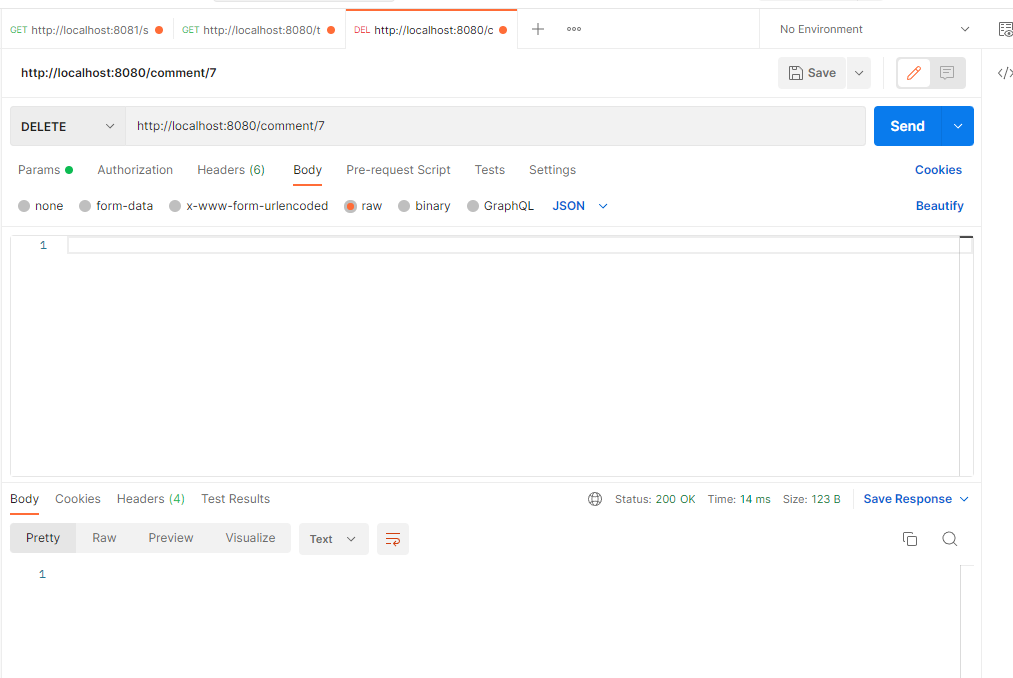 GET http://localhost:8081/s GET http://localhost:8080/t DEL http://localhost:8080/c No Environment
http://localhost:8080/comment/7 Save
DELETE http://localhost:8080/comment/7 Send
Params Authorization Headers (6) Body Pre-request Script Tests Settings Cookies
none form-data x-www-form-urlencoded raw binary GraphQL JSON Beautify
1
Body Cookies Headers (4) Test Results Status: 200 OK Time: 14 ms Size: 123 B Save Response
Pretty Raw Preview Visualize Text
1